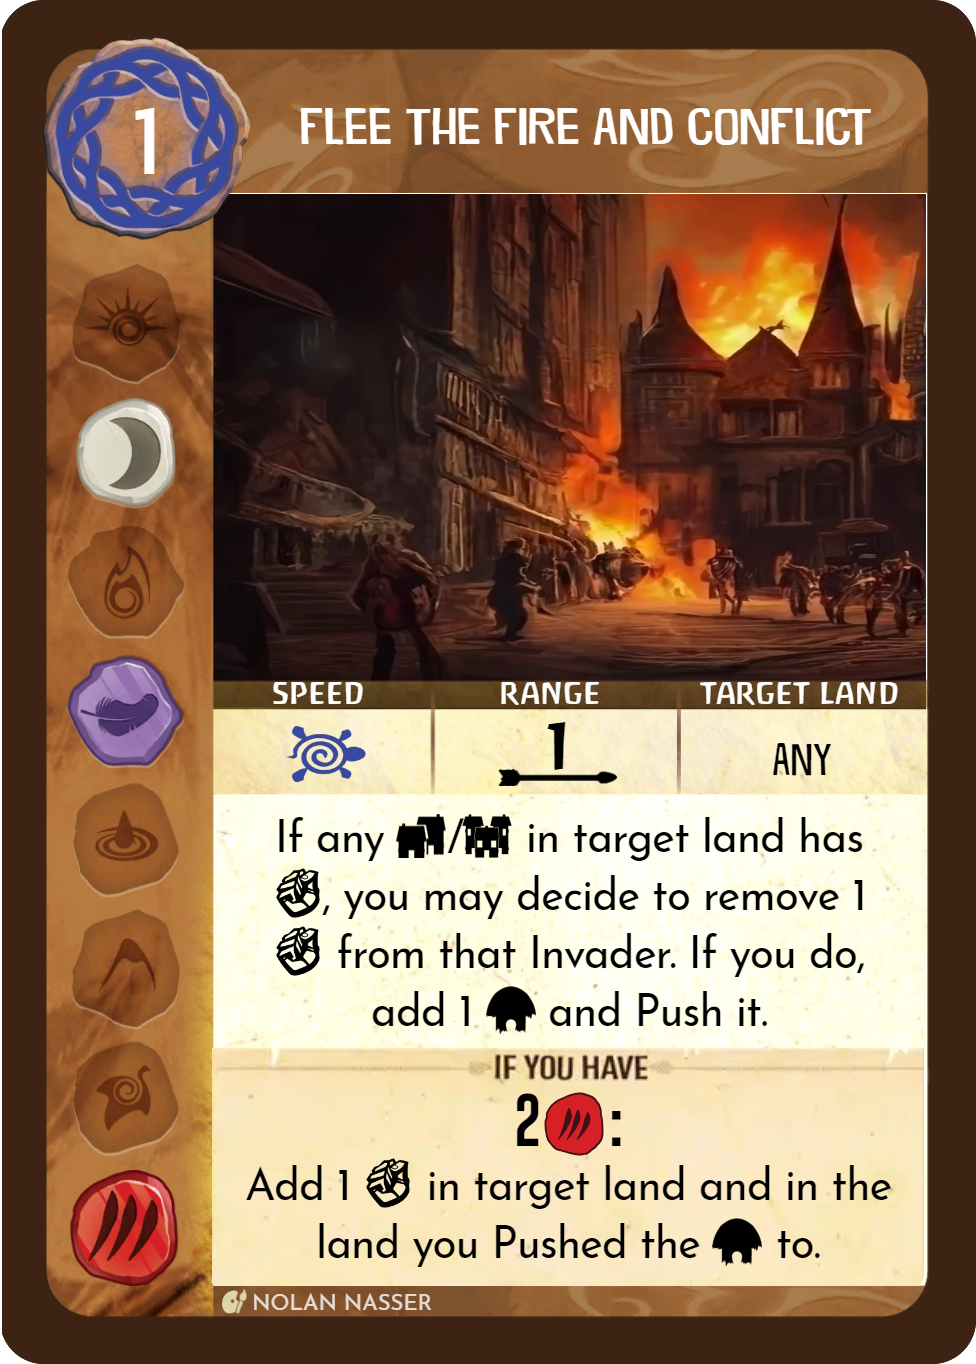 1
FLEE THE FIRE AND CONFLICT
SPEED RANGE TARGET LAND
1 ANY
If any / in target land has
, you may decide to remove 1
from that Invader. If you do,
add 1 and Push it.
IF YOU HAVE
2 :
Add 1 in target land and in the
land you Pushed the to.
NOLAN NASSER